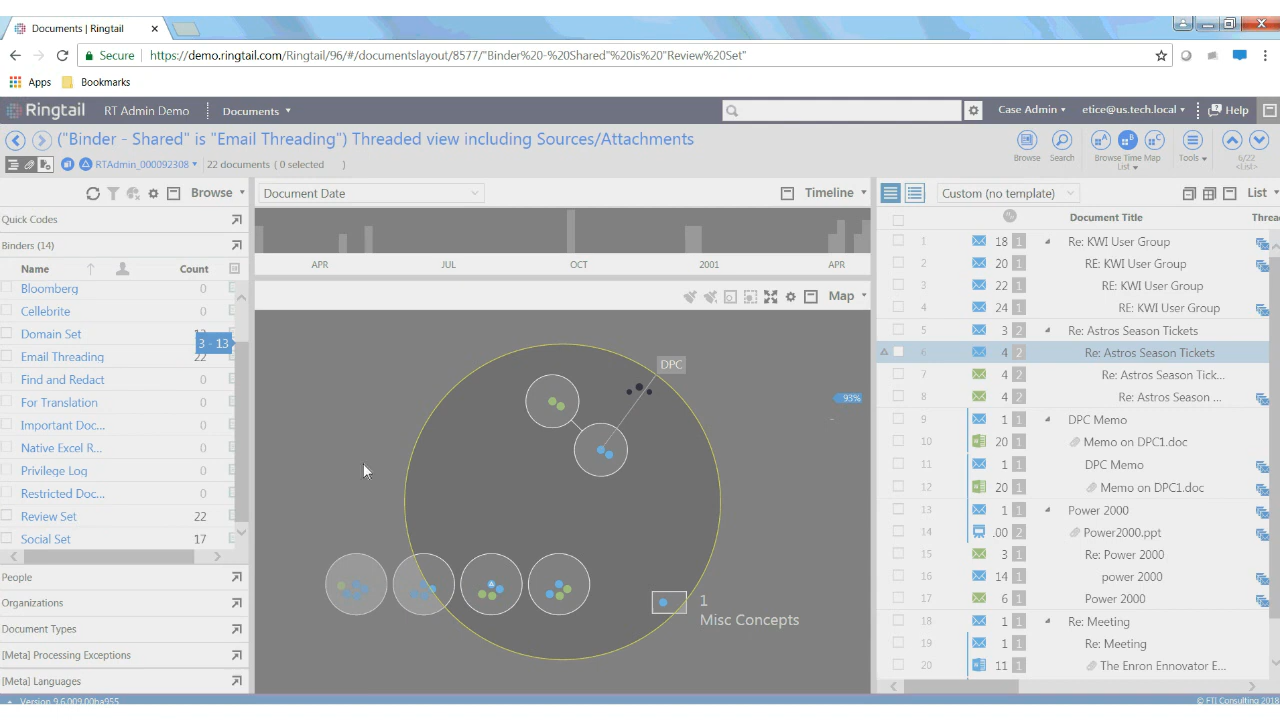 Documents | Ringtail
Secure https://demo.ringtail.com/Ringtail/96/#/documentslayout/8577/"Binder%20-%20Shared"%20is%20"Review%20Set"
Apps Bookmarks
Ringtail RT Admin Demo Documents Case Admin etice@us.tech.local Help
("Binder - Shared" is "Email Threading") Threaded view including Sources/Attachments
RTAdmin_000092308 22 documents ( 0 selected )
Browse Search Browse Time Map List Tools 6/22 <List>
Browse
Quick Codes
Binders (14)
Name Count
Bloomberg 0
Cellebrite 0
Domain Set
3 - 13
Email Threading 22
Find and Redact 0
For Translation 0
Important Doc... 0
Native Excel R... 0
Privilege Log 0
Restricted Doc... 0
Review Set 22
Social Set 17
People
Organizations
Document Types
[Meta] Processing Exceptions
[Meta] Languages
Document Date Timeline
APR JUL OCT 2001 APR
Map
DPC
93%
1
Misc Concepts
Custom (no template) List
Document Title Threa
1 18 1 Re: KWI User Group
2 20 1 RE: KWI User Group
3 22 1 RE: KWI User Group
4 24 1 RE: KWI User Group
5 3 2 Re: Astros Season Tickets
6 4 2 Re: Astros Season Tickets
7 4 2 Re: Astros Season Tick...
8 4 2 Re: Astros Season ...
9 1 1 DPC Memo
10 20 1 Memo on DPC1.doc
11 1 1 DPC Memo
12 20 1 Memo on DPC1.doc
13 1 1 Power 2000
14 .00 2 Power2000.ppt
15 3 1 Re: Power 2000
16 14 1 power 2000
17 6 1 Power 2000
18 1 1 Re: Meeting
19 1 1 Re: Meeting
20 11 1 The Enron Ennovator E...
Version 9.6.009.00ba955 © FTI Consulting 2018